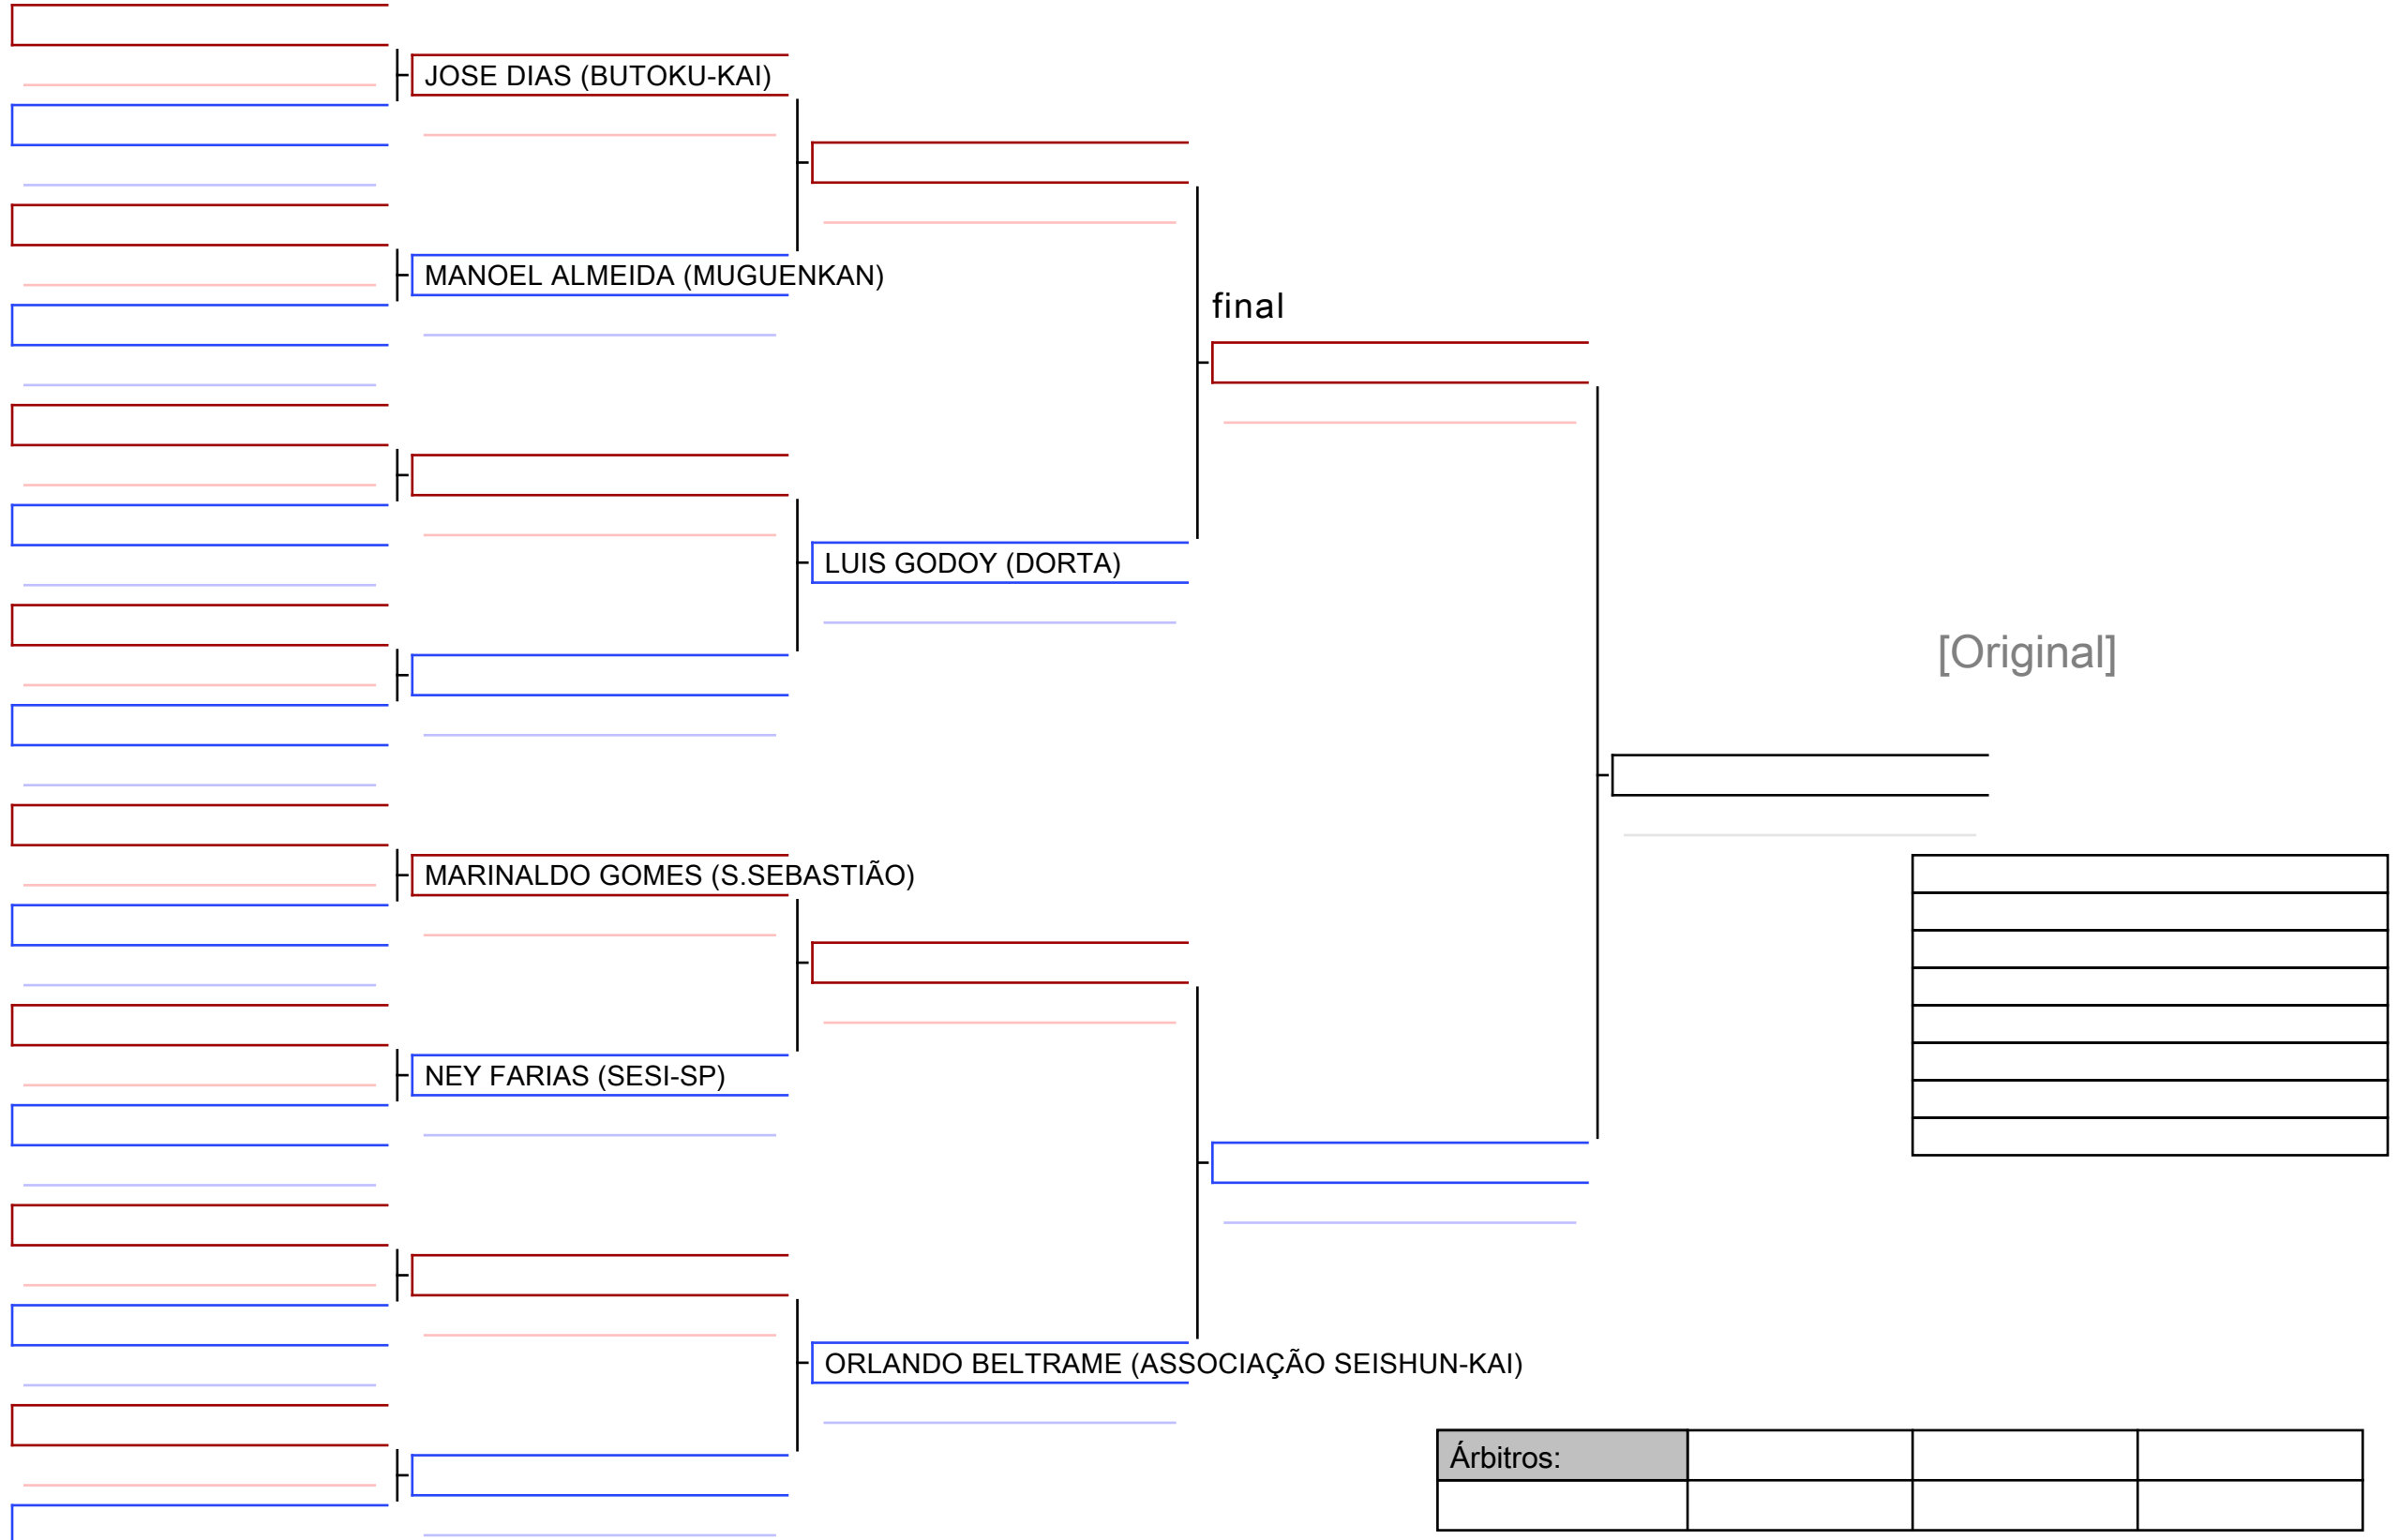 JOSE DIAS (BUTOKU-KAI)
MANOEL ALMEIDA (MUGUENKAN)
final
LUIS GODOY (DORTA)
[Original]
MARINALDO GOMES (S.SEBASTIÃO)
NEY FARIAS (SESI-SP)
ORLANDO BELTRAME (ASSOCIAÇÃO SEISHUN-KAI)
Árbitros: